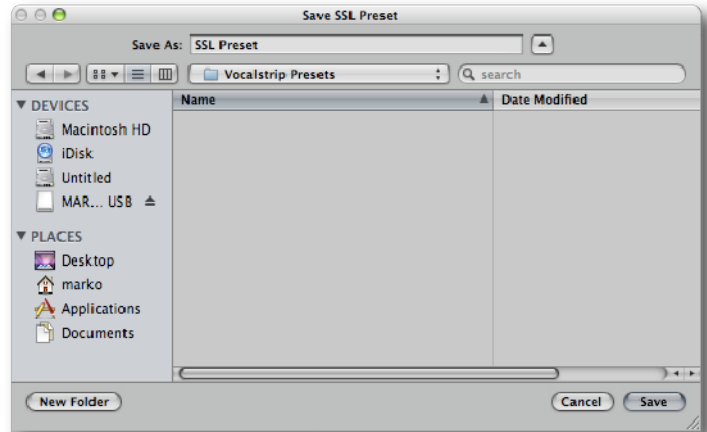 Save SSL Preset
Save As: SSL Preset
Vocalstrip Presets
search
DEVICES
Macintosh HD
iDisk
Untitled
MAR... USB
PLACES
Desktop
marko
Applications
Documents
Name
Date Modified
New Folder
Cancel
Save